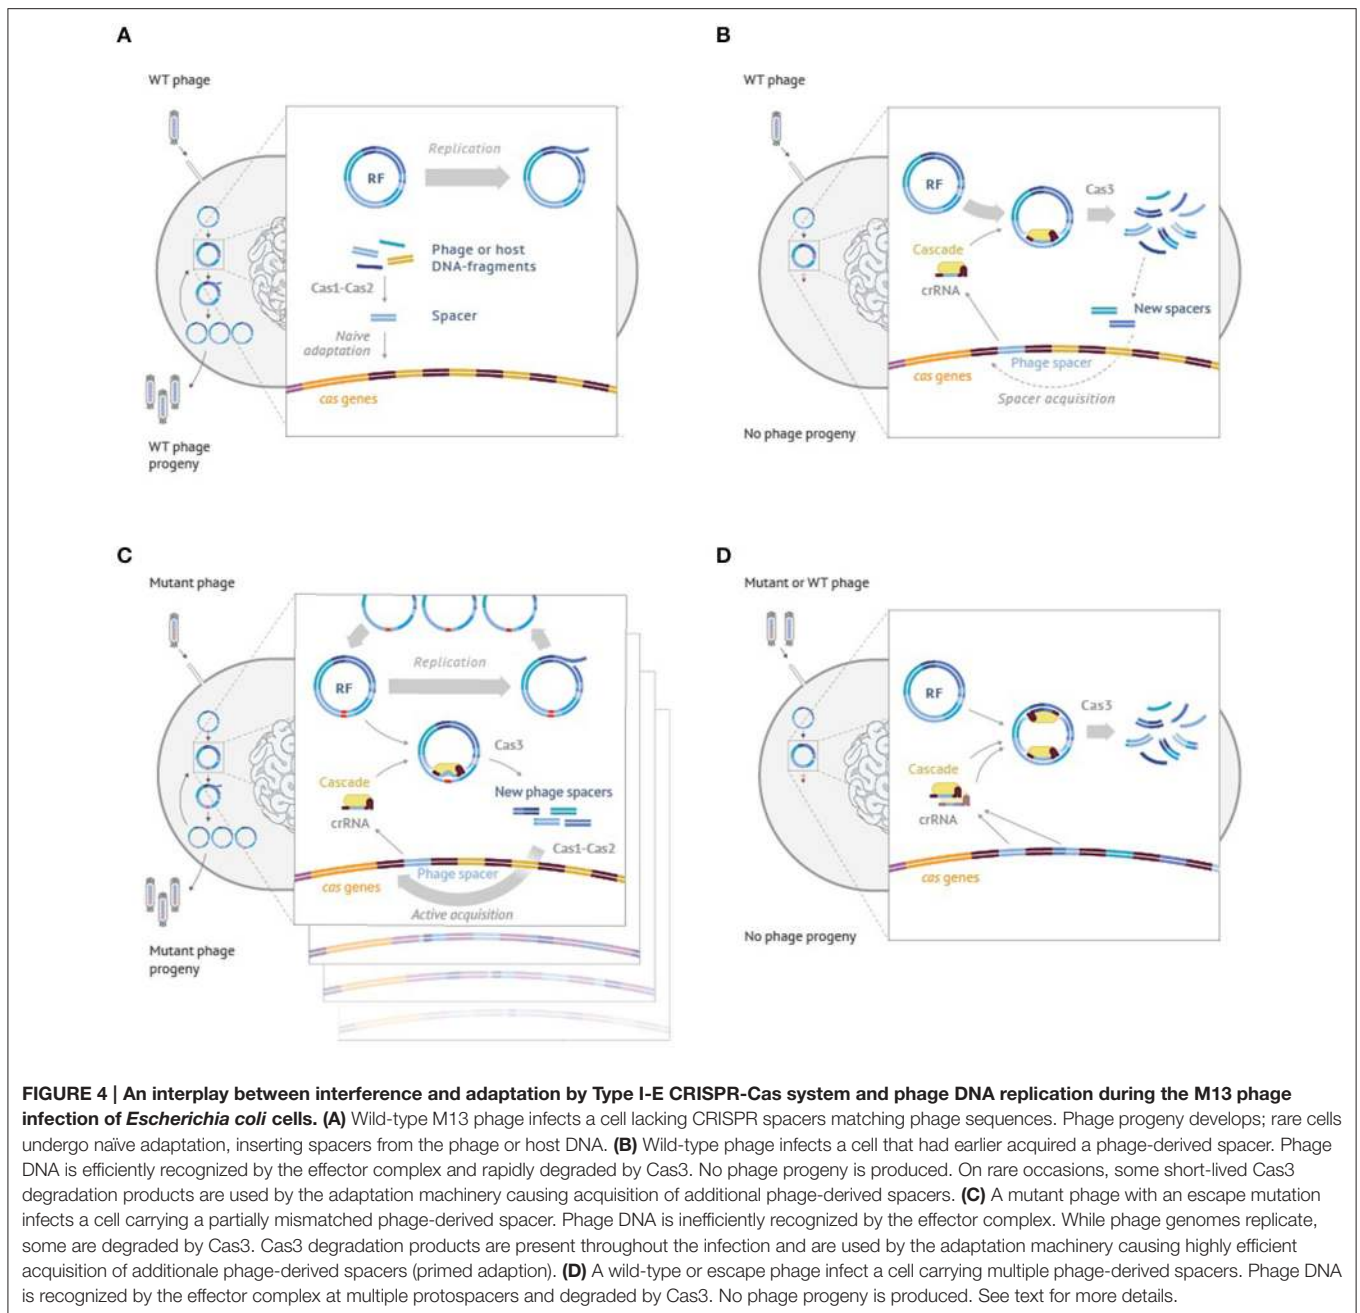 A
WT phage
RF
Replication
Phage or host
DNA-fragments
Cas1-Cas2
Spacer
Naive
adaptation
cas genes
WT phage
progeny
B
WT phage
RF
Cas3
Cascade
crRNA
New spacers
Phage spacer
cas genes
Spacer acquisition
No phage progeny
C
Mutant phage
RF
Replication
Cas3
Cascade
New phage spacers
crRNA
Cas1-Cas2
Phage spacer
cas genes
Active acquisition
Mutant phage
progeny
D
Mutant or WT phage
RF
Cas3
Cascade
crRNA
cas genes
No phage progeny
FIGURE 4 | An interplay between interference and adaptation by Type I-E CRISPR-Cas system and phage DNA replication during the M13 phage
infection of Escherichia coli cells. (A) Wild-type M13 phage infects a cell lacking CRISPR spacers matching phage sequences. Phage progeny develops; rare cells
undergo naïve adaptation, inserting spacers from the phage or host DNA. (B) Wild-type phage infects a cell that had earlier acquired a phage-derived spacer. Phage
DNA is efficiently recognized by the effector complex and rapidly degraded by Cas3. No phage progeny is produced. On rare occasions, some short-lived Cas3
degradation products are used by the adaptation machinery causing acquisition of additional phage-derived spacers. (C) A mutant phage with an escape mutation
infects a cell carrying a partially mismatched phage-derived spacer. Phage DNA is inefficiently recognized by the effector complex. While phage genomes replicate,
some are degraded by Cas3. Cas3 degradation products are present throughout the infection and are used by the adaptation machinery causing highly efficient
acquisition of additionale phage-derived spacers (primed adaption). (D) A wild-type or escape phage infect a cell carrying multiple phage-derived spacers. Phage DNA
is recognized by the effector complex at multiple protospacers and degraded by Cas3. No phage progeny is produced. See text for more details.